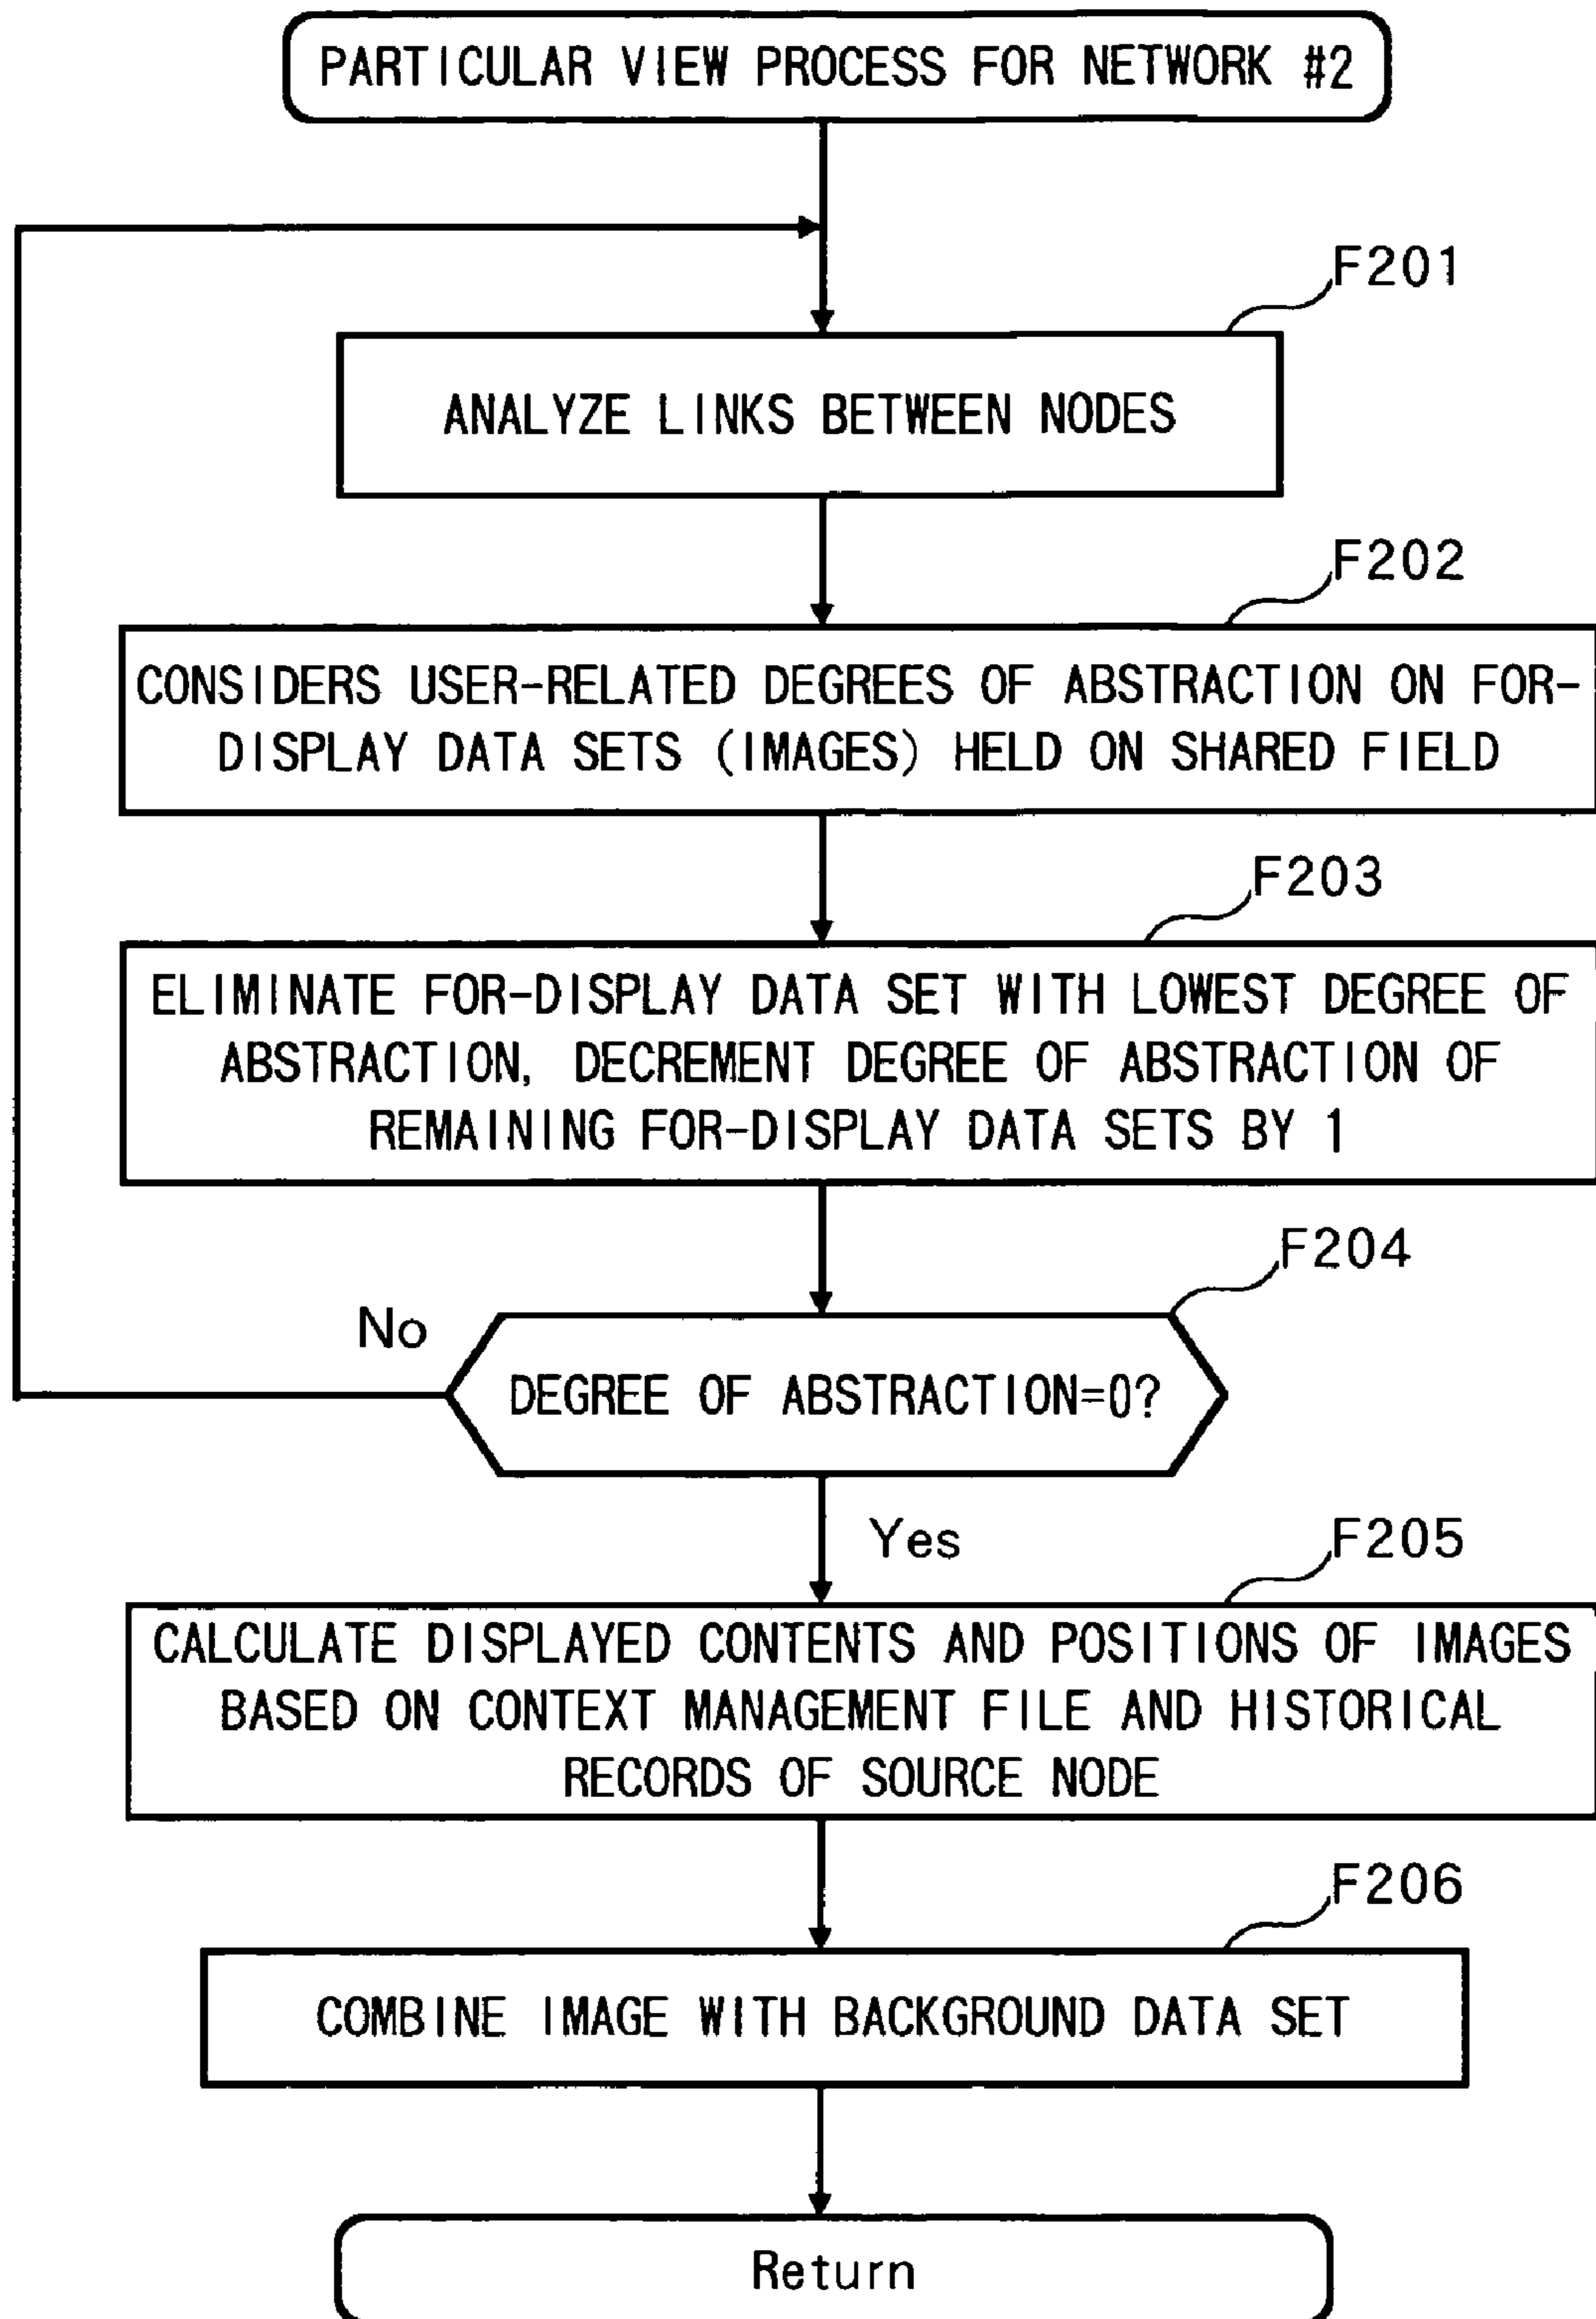 PARTICULAR VIEW PROCESS FOR NETWORK #2
F201
ANALYZE LINKS BETWEEN NODES
F202
CONSIDERS USER-RELATED DEGREES OF ABSTRACTION ON FOR-
DISPLAY DATA SETS (IMAGES) HELD ON SHARED FIELD
F203
ELIMINATE FOR-DISPLAY DATA SET WITH LOWEST DEGREE OF
ABSTRACTION, DECREMENT DEGREE OF ABSTRACTION OF
REMAINING FOR-DISPLAY DATA SETS BY 1
F204
No
DEGREE OF ABSTRACTION=0?
Yes
F205
CALCULATE DISPLAYED CONTENTS AND POSITIONS OF IMAGES
BASED ON CONTEXT MANAGEMENT FILE AND HISTORICAL
RECORDS OF SOURCE NODE
F206
COMBINE IMAGE WITH BACKGROUND DATA SET
Return